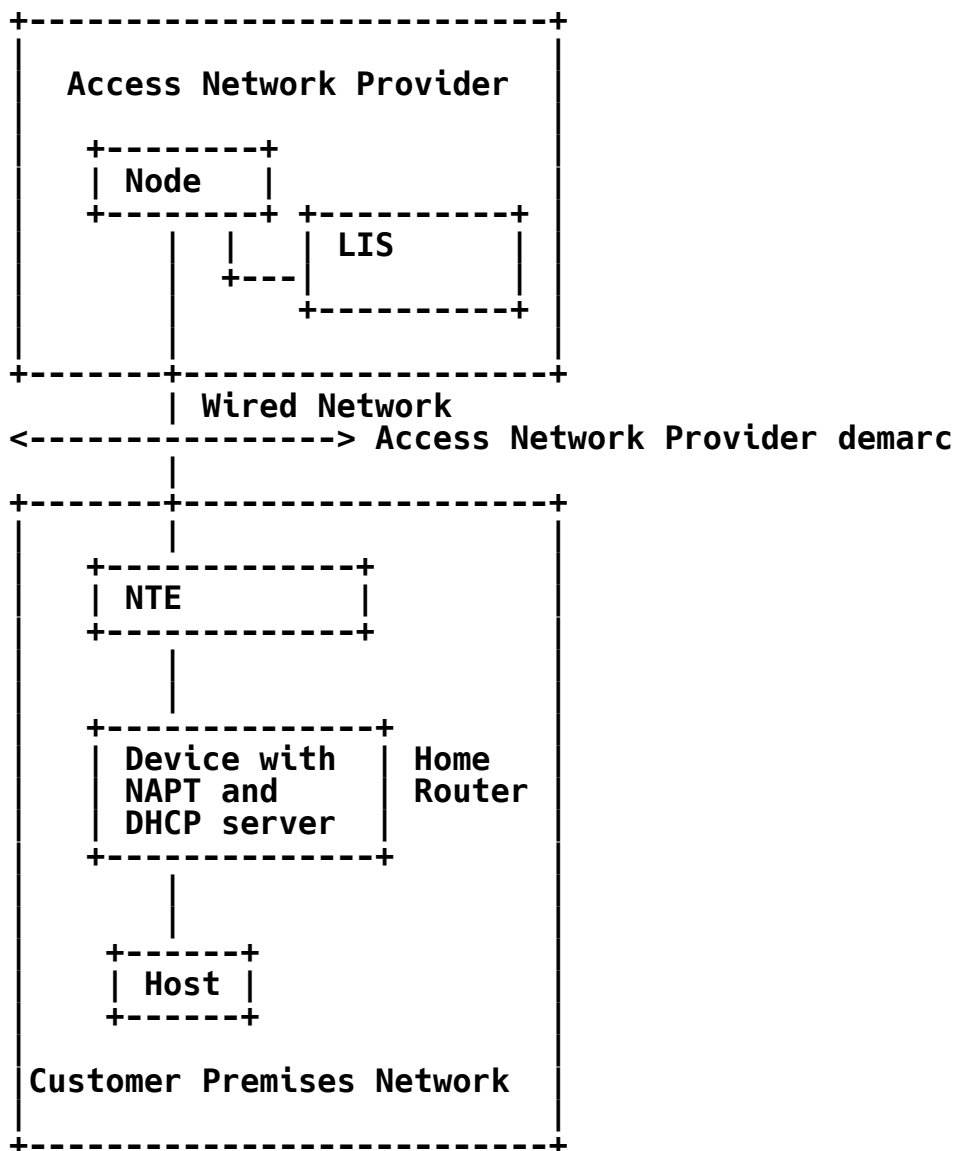 Access Network Provider
Node
LIS
Wired Network
Access Network Provider demarc
NTE
Device with
NAPT and
DHCP server
Home
Router
Host
Customer Premises Network